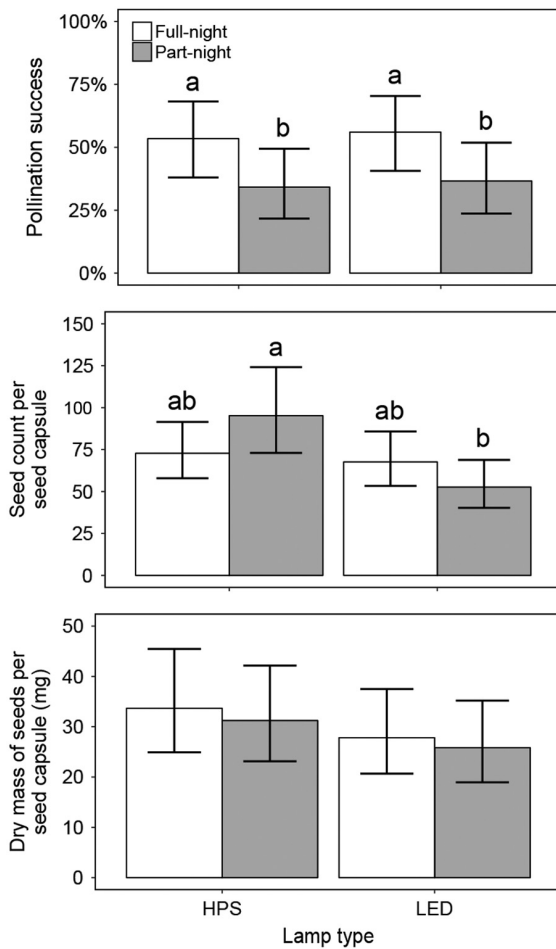 Full-night
Part-night
100%
75%
50%
25%
0%
Pollination success
a
b
a
b
150
125
100
75
50
25
0
Seed count per
seed capsule
ab
a
ab
b
50
40
30
20
10
0
Dry mass of seeds per
seed capsule (mg)
HPS
LED
Lamp type